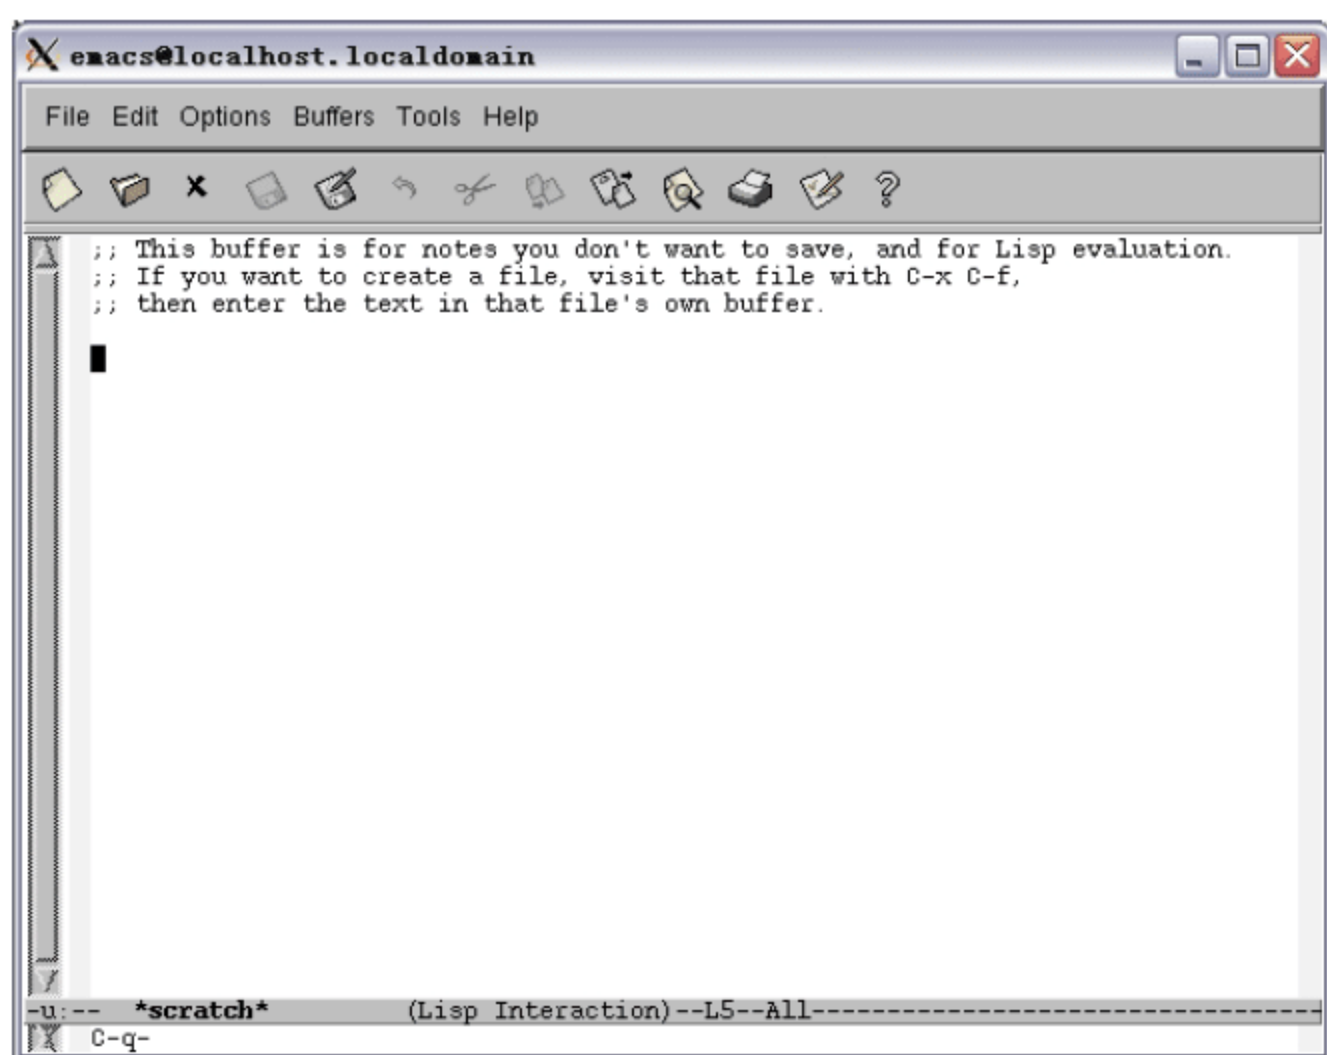 emacs@localhost.localdomain
File Edit Options Buffers Tools Help
;; This buffer is for notes you don't want to save, and for Lisp evaluation.
;; If you want to create a file, visit that file with C-x C-f,
;; then enter the text in that file's own buffer.
-u:-- *scratch* (Lisp Interaction)--L5--All----------------------------------
C-q-